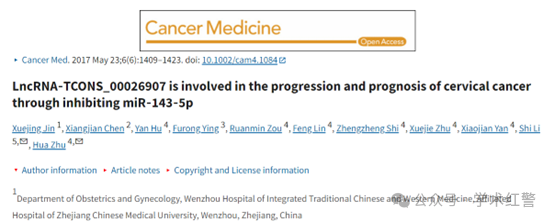 Cancer Medicine
Open Access
Cancer Med. 2017 May 23;6(6):1409–1423. doi: 10.1002/cam4.1084
LncRNA-TCONS_00026907 is involved in the progression and prognosis of cervical cancer
through inhibiting miR-143-5p
Xuejing Jin 1, Xiangjian Chen 2, Yan Hu 4, Furong Ying 3, Ruanmin Zou 4, Feng Lin 4, Zhengzheng Shi 4, Xuejie Zhu 4, Xiaojian Yan 4, Shi Li
5,✉, Hua Zhu 4,✉
• Author information • Article notes • Copyright and License information
1
Department of Obstetrics and Gynecology, Wenzhou Hospital of Integrated Traditional Chinese and Western Medicine, Affiliated
Hospital of Zhejiang Chinese Medical University, Wenzhou, Zhejiang, China
公众号 · 学术红警